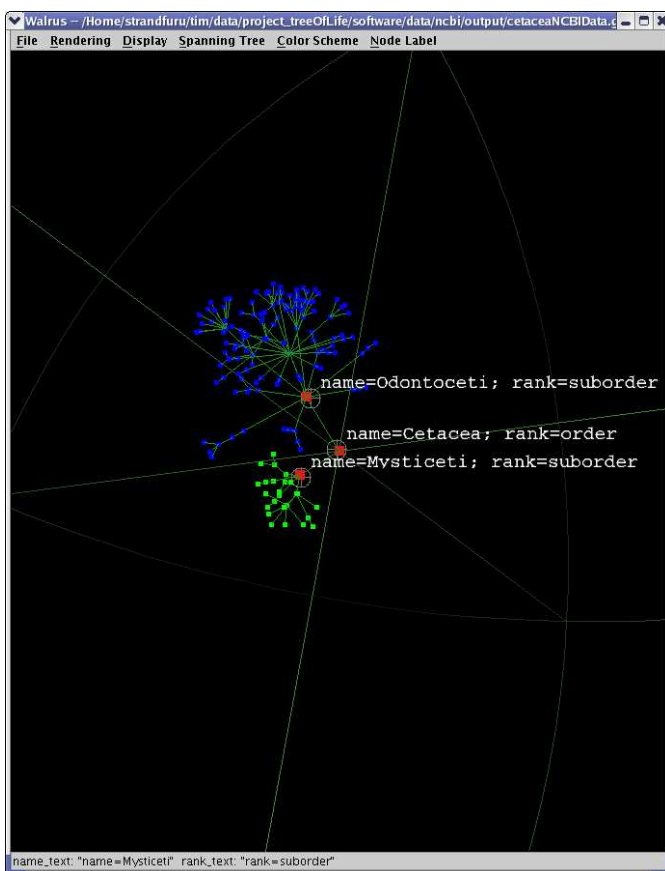 Walrus -- /Home/strandfuru/tim/data/project_treeOfLife/software/data/ncbi/output/cetaceaNCBIData.g
File Rendering Display Spanning Tree Color Scheme Node Label
name=Odontoceti; rank=suborder
name=Cetacea; rank=order
name=Mysticeti; rank=suborder
name_text: "name=Mysticeti" rank_text: "rank=suborder"